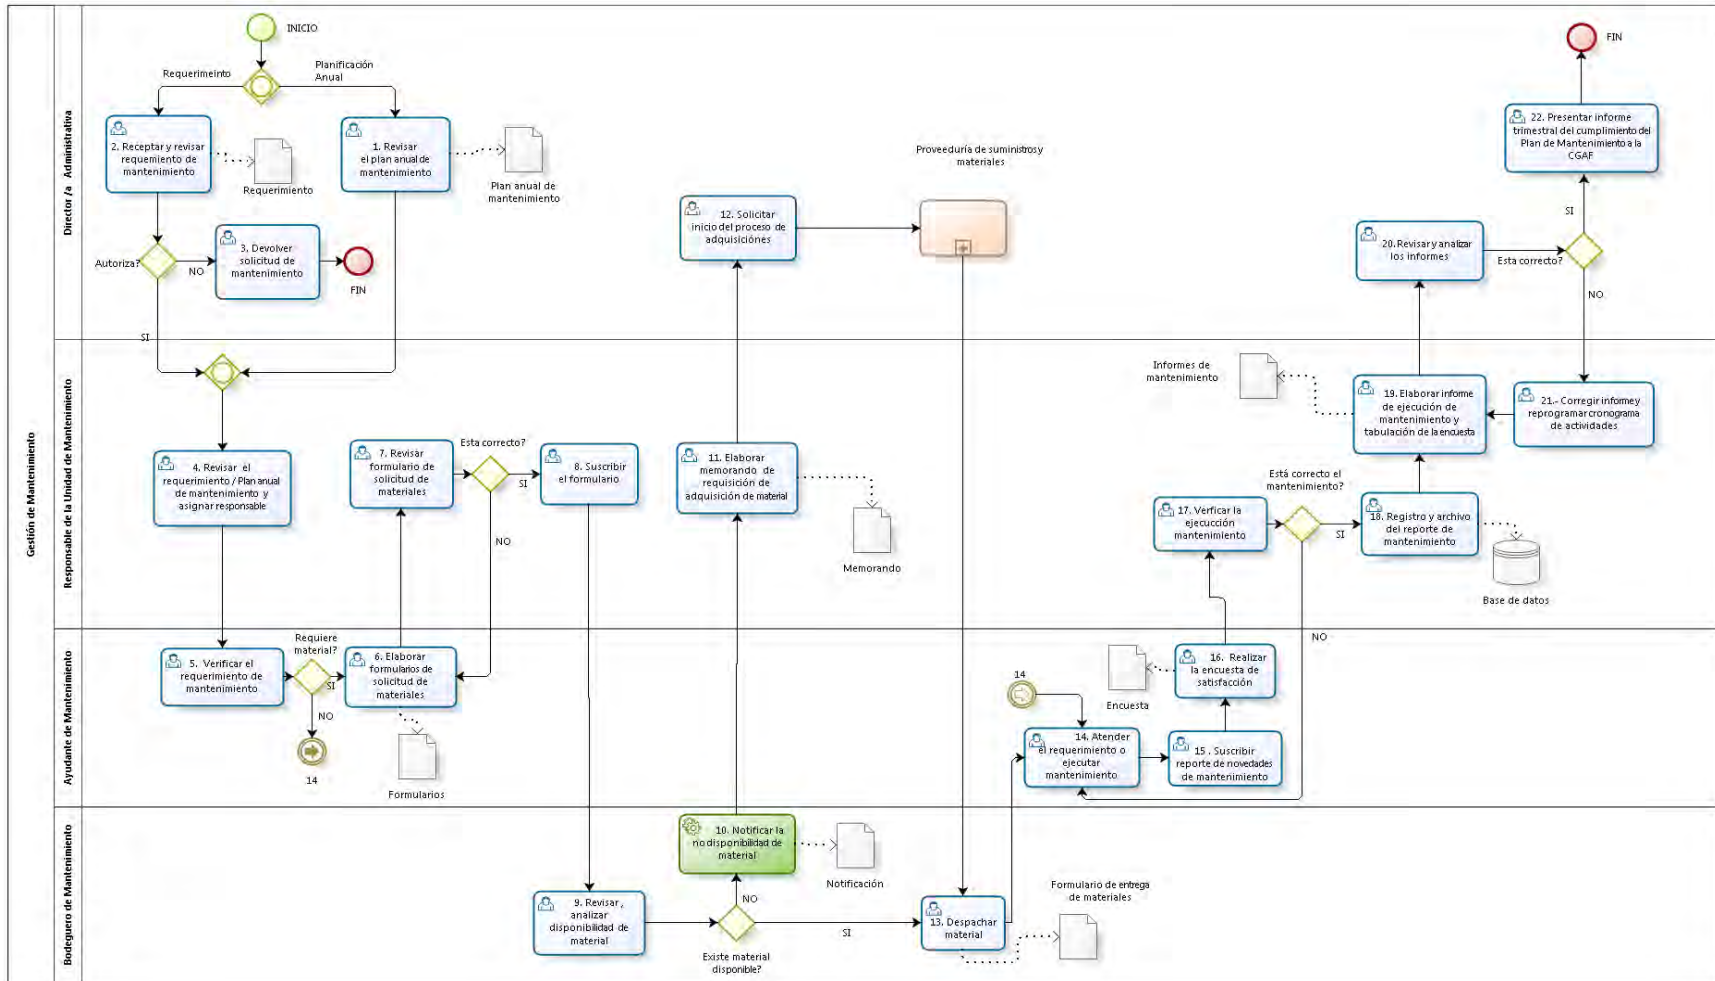 Gestión de Mantenimiento
Director /a Administrativa
INICIO
Requerimeinto
Planificación
Anual
2. Receptar y revisar
requemiento de
mantenimiento
Requerimiento
1. Revisar
el plan anual de
mantenimiento
Plan anual de
mantenimiento
Autoriza?
NO
3. Devolver
solicitud de
mantenimiento
FIN
SI
12. Solicitar
inicio del proceso de
adquisiciónes
Proveeduría de suministros y
materiales
FIN
22. Presentar informe
trimestral del cumplimiento del
Plan de Mantenimiento a la
CGAF
SI
20. Revisar y analizar
los informes
Esta correcto?
NO
Responsable de la Unidad de Mantenimiento
4. Revisar el
requerimiento / Plan anual
de mantenimiento y
asignar responsable
7. Revisar
formulario de
solicitud de
materiales
Esta correcto?
SI
NO
8. Suscribir
el formulario
11. Elaborar
memorando de
requisición de
adquisición de material
Memorando
Informes de
mantenimiento
19. Elaborar informe
de ejecución de
mantenimiento y
tabulación de la encuesta
21.- Corregir informe y
reprogramar cronograma
de actividades
17. Verficar la
ejecucción
mantenimiento
Está correcto el
mantenimiento?
SI
18. Registro y archivo
del reporte de
mantenimiento
Base de datos
NO
Ayudante de Mantenimiento
5. Verificar el
requerimiento de
mantenimiento
Requiere
material?
SI
NO
14
6. Elaborar
formularios de
solicitud de
materiales
Formularios
14
14. Atender
el requerimiento o
ejecutar
mantenimiento
15 . Suscribir
reporte de novedades
de mantenimiento
16. Realizar
la encuesta de
satisfacción
Encuesta
Bodeguero de Mantenimiento
9. Revisar ,
analizar
disponibilidad de
material
10. Notificar la
no disponibilidad de
material
Notificación
NO
SI
Existe material
disponible?
13. Despachar
material
Formulario de entrega
de materiales